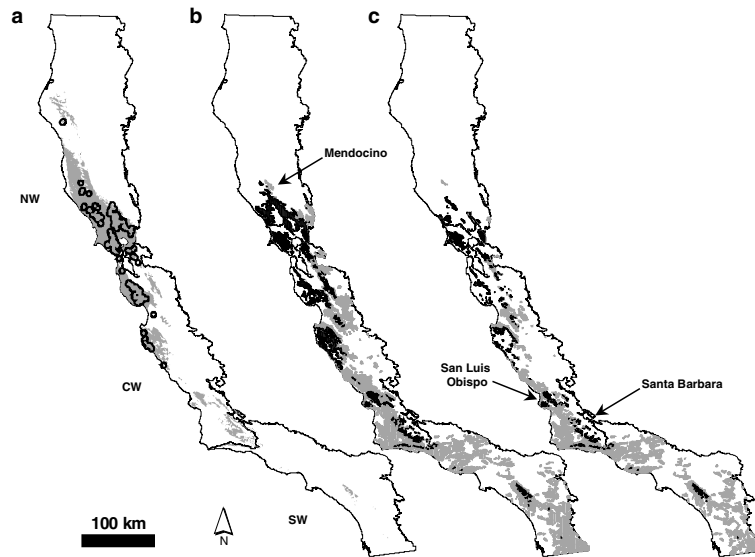 a
b
c
Mendocino
NW
San Luis
Obispo
Santa Barbara
CW
100 km
N
SW